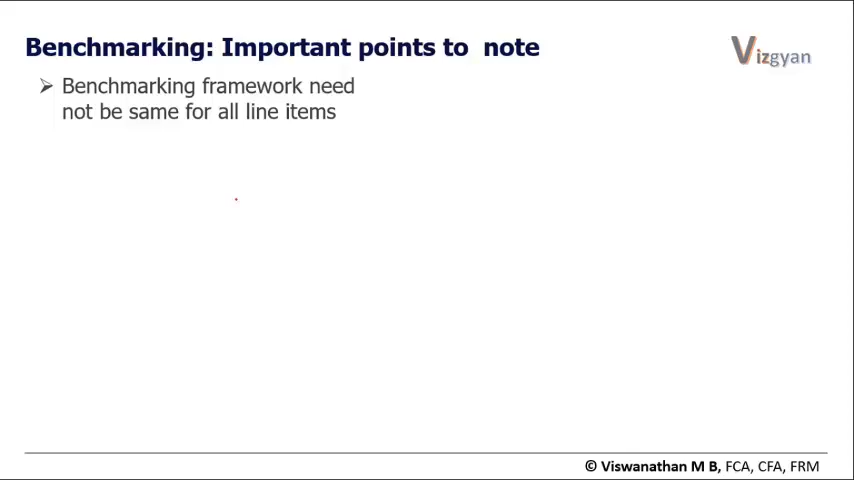 Benchmarking: Important points to note
Vizgyan
➢ Benchmarking framework need
not be same for all line items
© Viswanathan M B, FCA, CFA, FRM